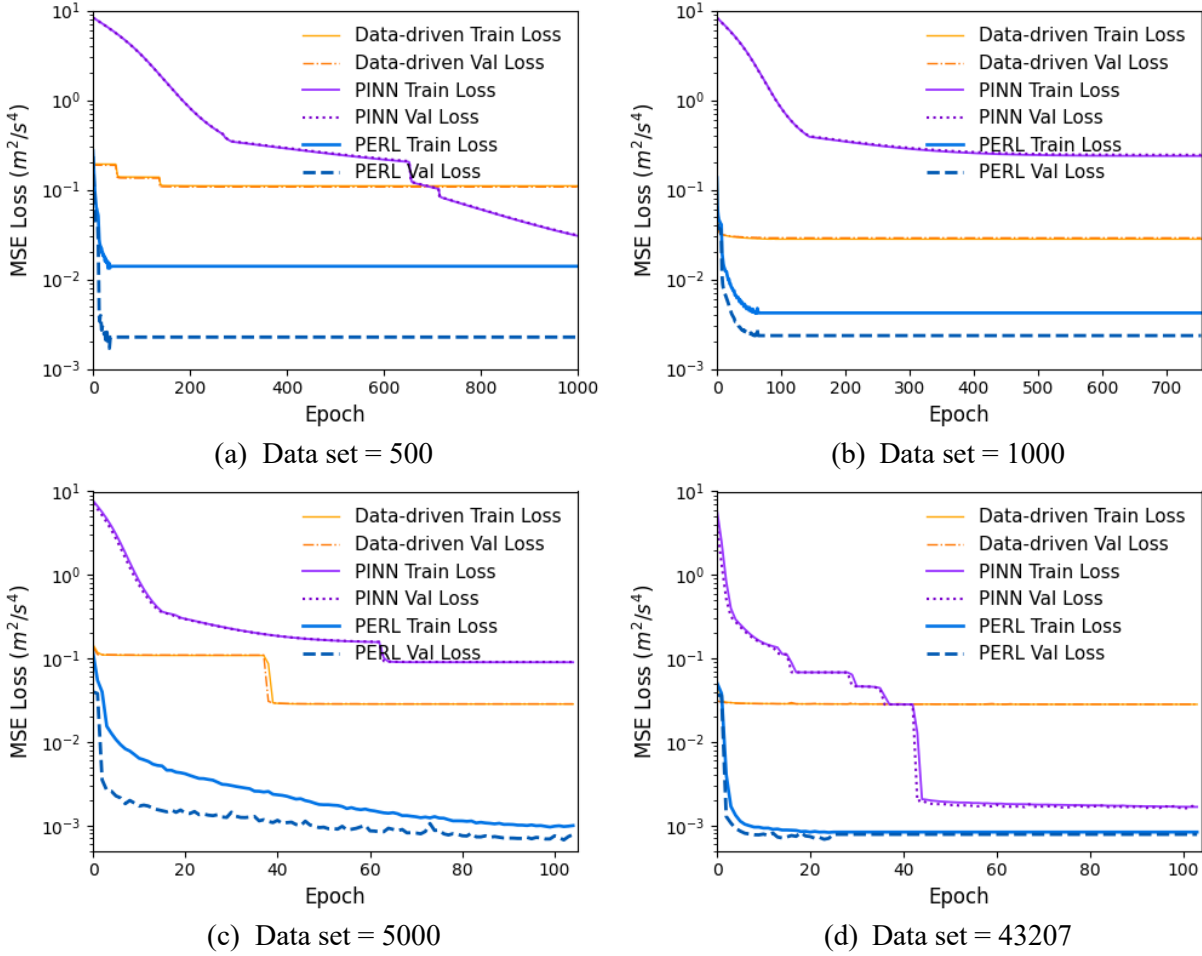 10^1
10^0
10^-1
10^-2
10^-3
MSE Loss (m^2/s^4)
Data-driven Train Loss
Data-driven Val Loss
PINN Train Loss
PINN Val Loss
PERL Train Loss
PERL Val Loss
0 200 400 600 800 1000
Epoch
(a) Data set = 500
10^1
10^0
10^-1
10^-2
10^-3
MSE Loss (m^2/s^4)
Data-driven Train Loss
Data-driven Val Loss
PINN Train Loss
PINN Val Loss
PERL Train Loss
PERL Val Loss
0 100 200 300 400 500 600 700
Epoch
(b) Data set = 1000
10^1
10^0
10^-1
10^-2
10^-3
MSE Loss (m^2/s^4)
Data-driven Train Loss
Data-driven Val Loss
PINN Train Loss
PINN Val Loss
PERL Train Loss
PERL Val Loss
0 20 40 60 80 100
Epoch
(c) Data set = 5000
10^1
10^0
10^-1
10^-2
10^-3
MSE Loss (m^2/s^4)
Data-driven Train Loss
Data-driven Val Loss
PINN Train Loss
PINN Val Loss
PERL Train Loss
PERL Val Loss
0 20 40 60 80 100
Epoch
(d) Data set = 43207